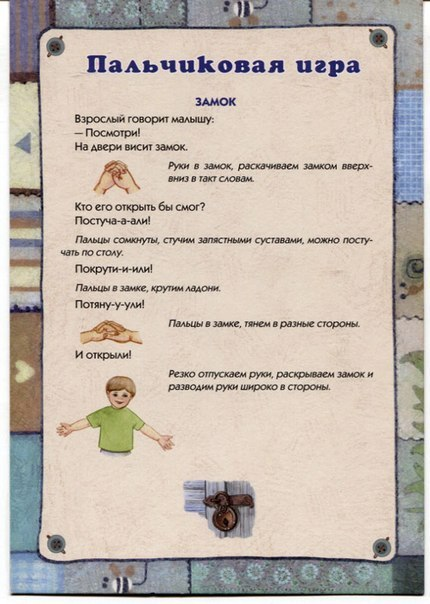 Пальчиковая игра
ЗАМОК
Взрослый говорит малышу:
— Посмотри!
На двери висит замок.
Руки в замок, раскачиваем замком вверх-
вниз в такт словам.
Кто его открыть бы смог?
Постуча-а-али!
Пальцы сомкнуты, стучим запястными суставами, можно посту-
чать по столу.
Покрути-и-или!
Пальцы в замке, крутим ладони.
Потяну-у-ули!
Пальцы в замке, тянем в разные стороны.
И открыли!
Резко отпускаем руки, раскрываем замок и
разводим руки широко в стороны.